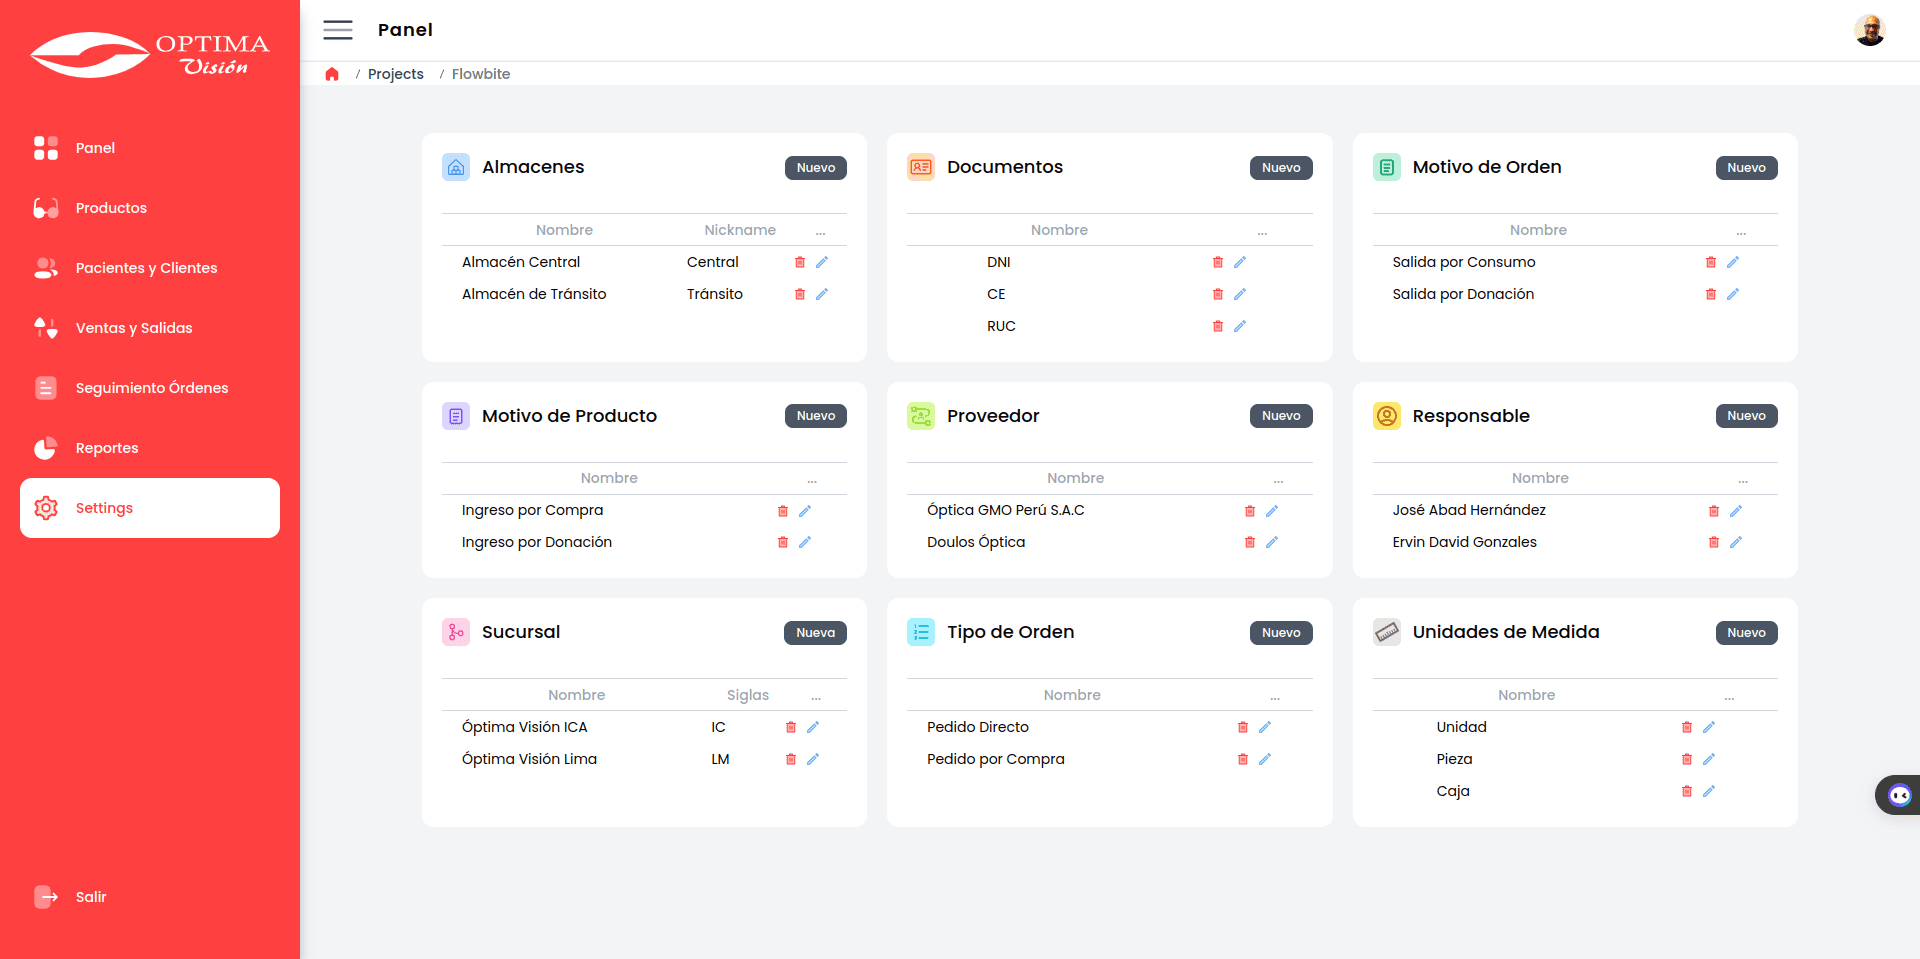 OPTIMA
Visión
Panel
Productos
Pacientes y Clientes
Ventas y Salidas
Seguimiento Órdenes
Reportes
Settings
Salir
Panel
/ Projects / Flowbite
Almacenes Nuevo
Nombre Nickname ...
Almacén Central Central
Almacén de Tránsito Tránsito
Documentos Nuevo
Nombre ...
DNI
CE
RUC
Motivo de Orden Nuevo
Nombre ...
Salida por Consumo
Salida por Donación
Motivo de Producto Nuevo
Nombre ...
Ingreso por Compra
Ingreso por Donación
Proveedor Nuevo
Nombre ...
Óptica GMO Perú S.A.C
Doulos Óptica
Responsable Nuevo
Nombre ...
José Abad Hernández
Ervin David Gonzales
Sucursal Nueva
Nombre Siglas ...
Óptima Visión ICA IC
Óptima Visión Lima LM
Tipo de Orden Nuevo
Nombre ...
Pedido Directo
Pedido por Compra
Unidades de Medida Nuevo
Nombre ...
Unidad
Pieza
Caja